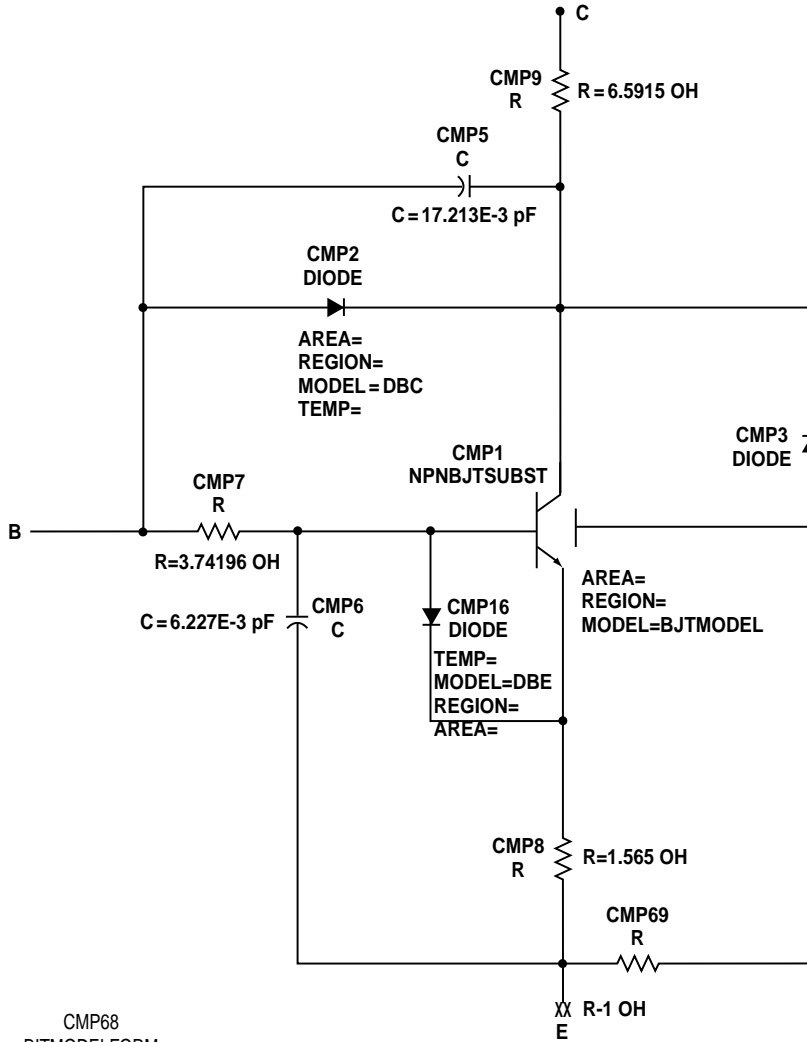 C
CMP9
R
R = 6.5915 OH
CMP5
C
C = 17.213E-3 pF
CMP2
DIODE
AREA=
REGION=
MODEL = DBC
TEMP=
CMP3
DIODE
CMP1
NPNBJTSUBST
CMP7
R
B
R=3.74196 OH
AREA=
REGION=
MODEL=BJTMODEL
C = 6.227E-3 pF
CMP6
C
CMP16
DIODE
TEMP=
MODEL=DBE
REGION=
AREA=
CMP8
R
R=1.565 OH
CMP69
R
XX R-1 OH
E
CMP68